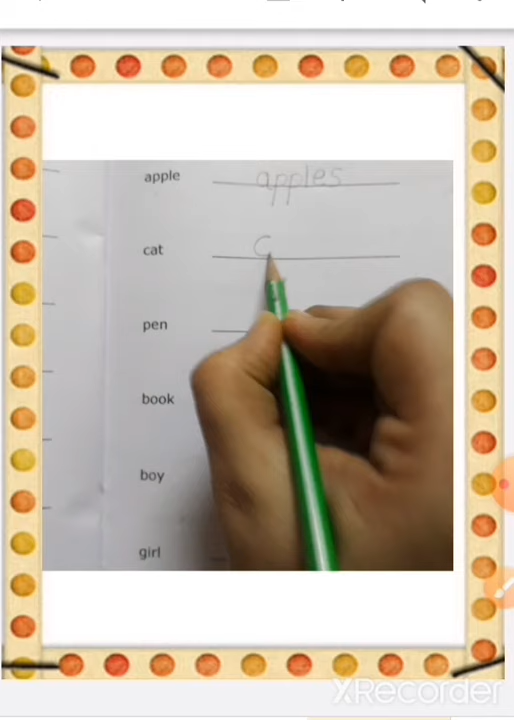 apple apples
cat c
pen
book
boy
girl
XRecorder